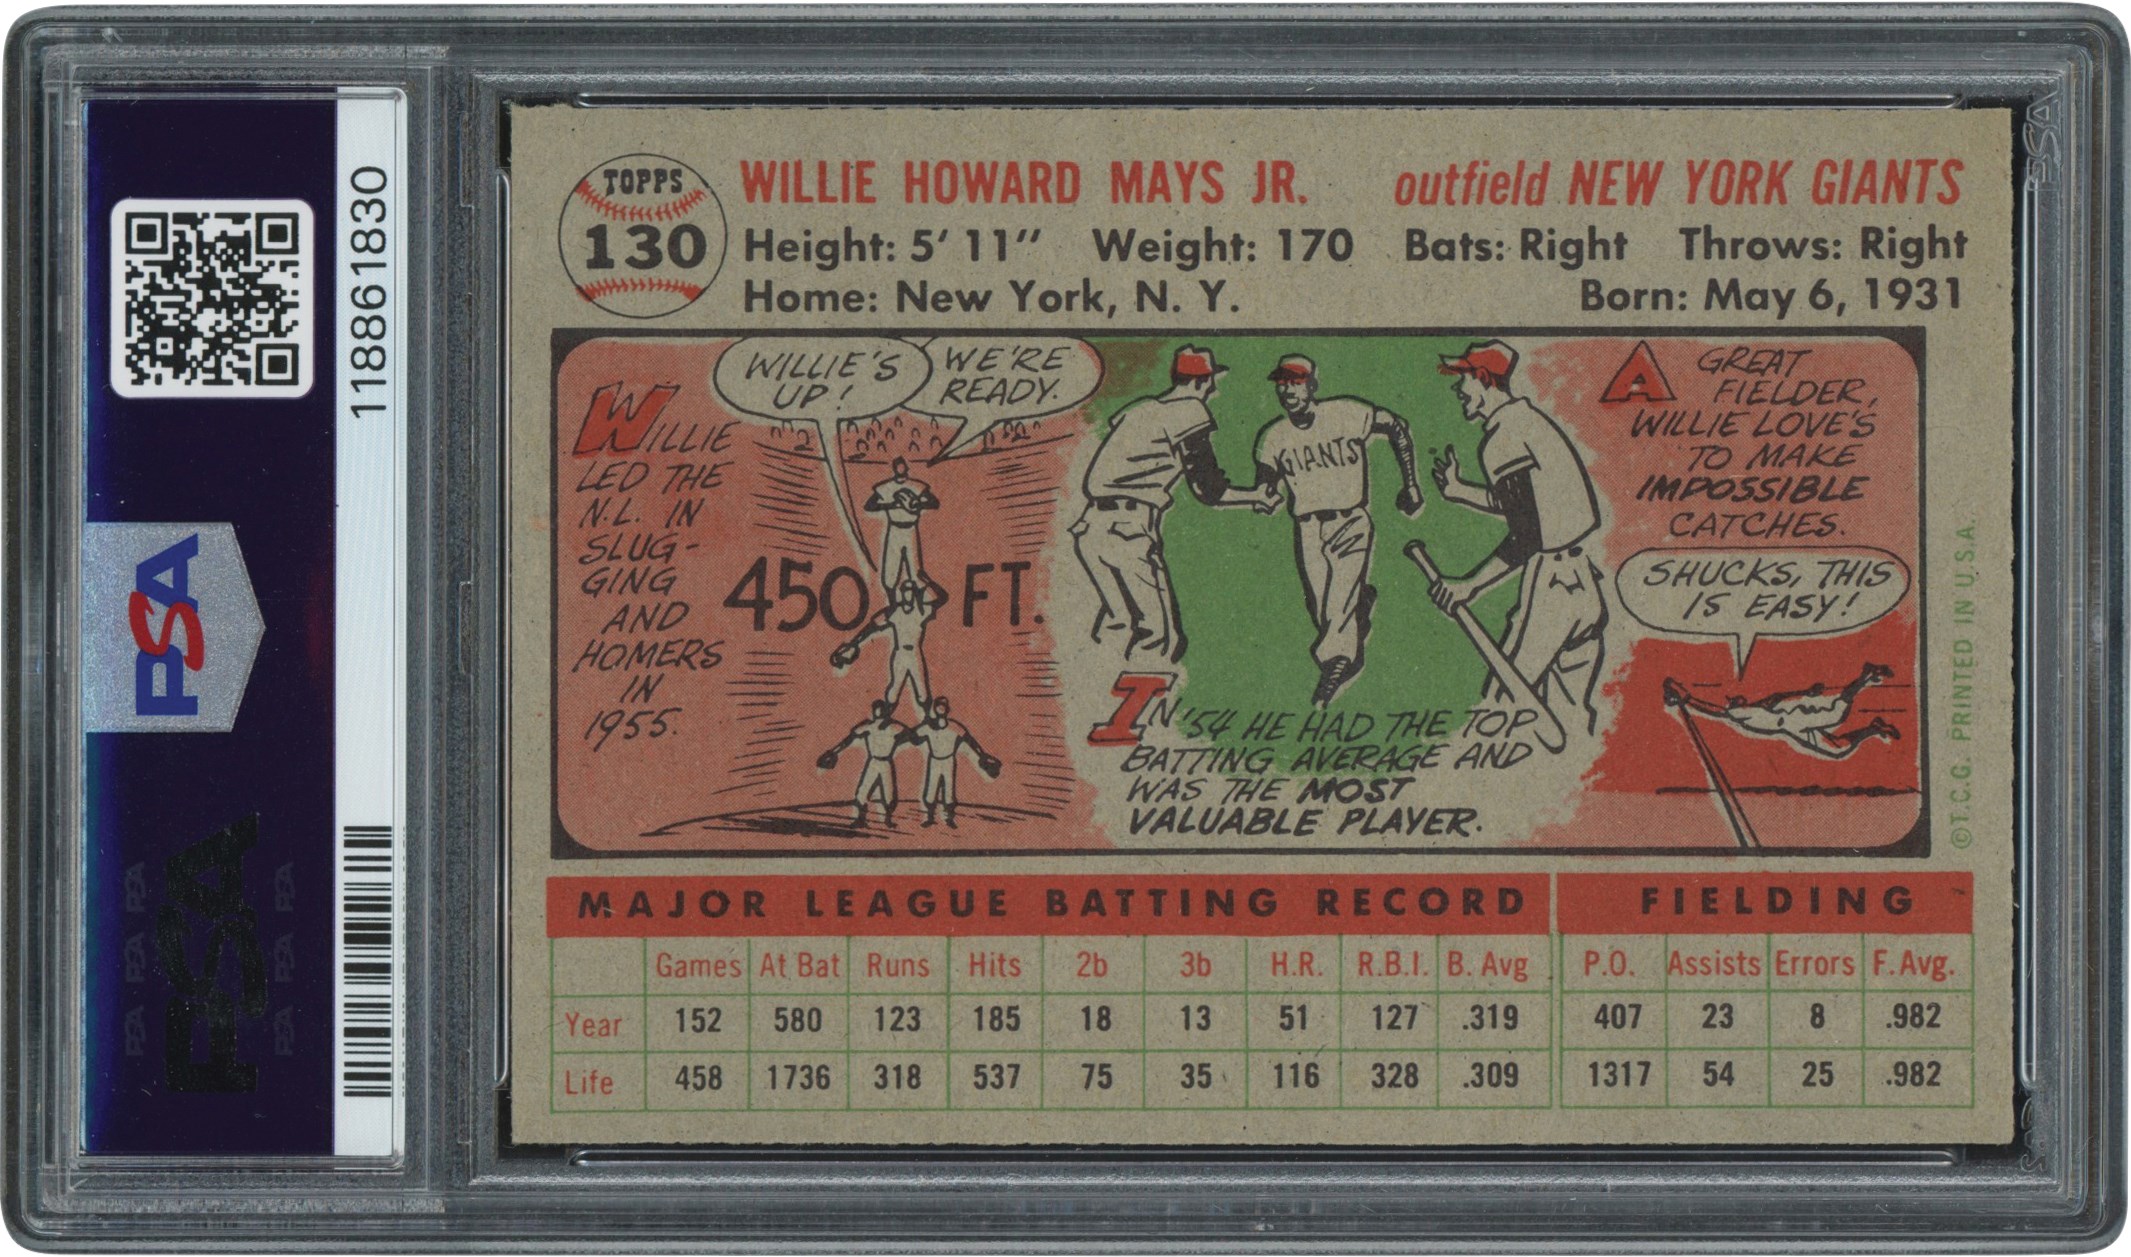 118861830
PSA
PSA
TOPPS
130
WILLIE HOWARD MAYS JR. outfield NEW YORK GIANTS
Height: 5' 11" Weight: 170 Bats: Right Throws: Right
Home: New York, N. Y. Born: May 6, 1931
WILLIE
LED THE
N.L. IN
SLUG-
GING
AND
HOMERS
IN
1955.
WILLIE'S
UP!
WE'RE
READY.
450 FT.
GIANTS
IN '54 HE HAD THE TOP
BATTING AVERAGE AND
WAS THE MOST
VALUABLE PLAYER.
A GREAT
FIELDER,
WILLIE LOVE'S
TO MAKE
IMPOSSIBLE
CATCHES.
SHUCKS, THIS
IS EASY!
©T.C.G. PRINTED IN U.S.A.
MAJOR LEAGUE BATTING RECORD FIELDING
Games At Bat Runs Hits 2b 3b H.R. R.B.I. B. Avg P.O. Assists Errors F. Avg.
Year 152 580 123 185 18 13 51 127 .319 407 23 8 .982
Life 458 1736 318 537 75 35 116 328 .309 1317 54 25 .982
PSA